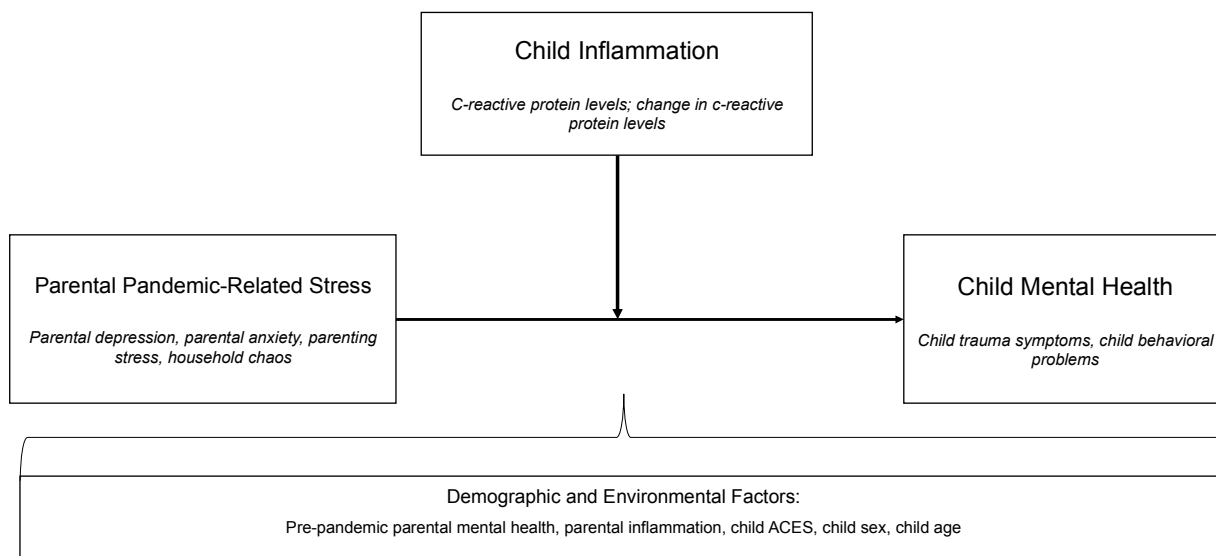 Child Inflammation
C-reactive protein levels; change in c-reactive
protein levels
Parental Pandemic-Related Stress
Parental depression, parental anxiety, parenting
stress, household chaos
Child Mental Health
Child trauma symptoms, child behavioral
problems
Demographic and Environmental Factors:
Pre-pandemic parental mental health, parental inflammation, child ACES, child sex, child age